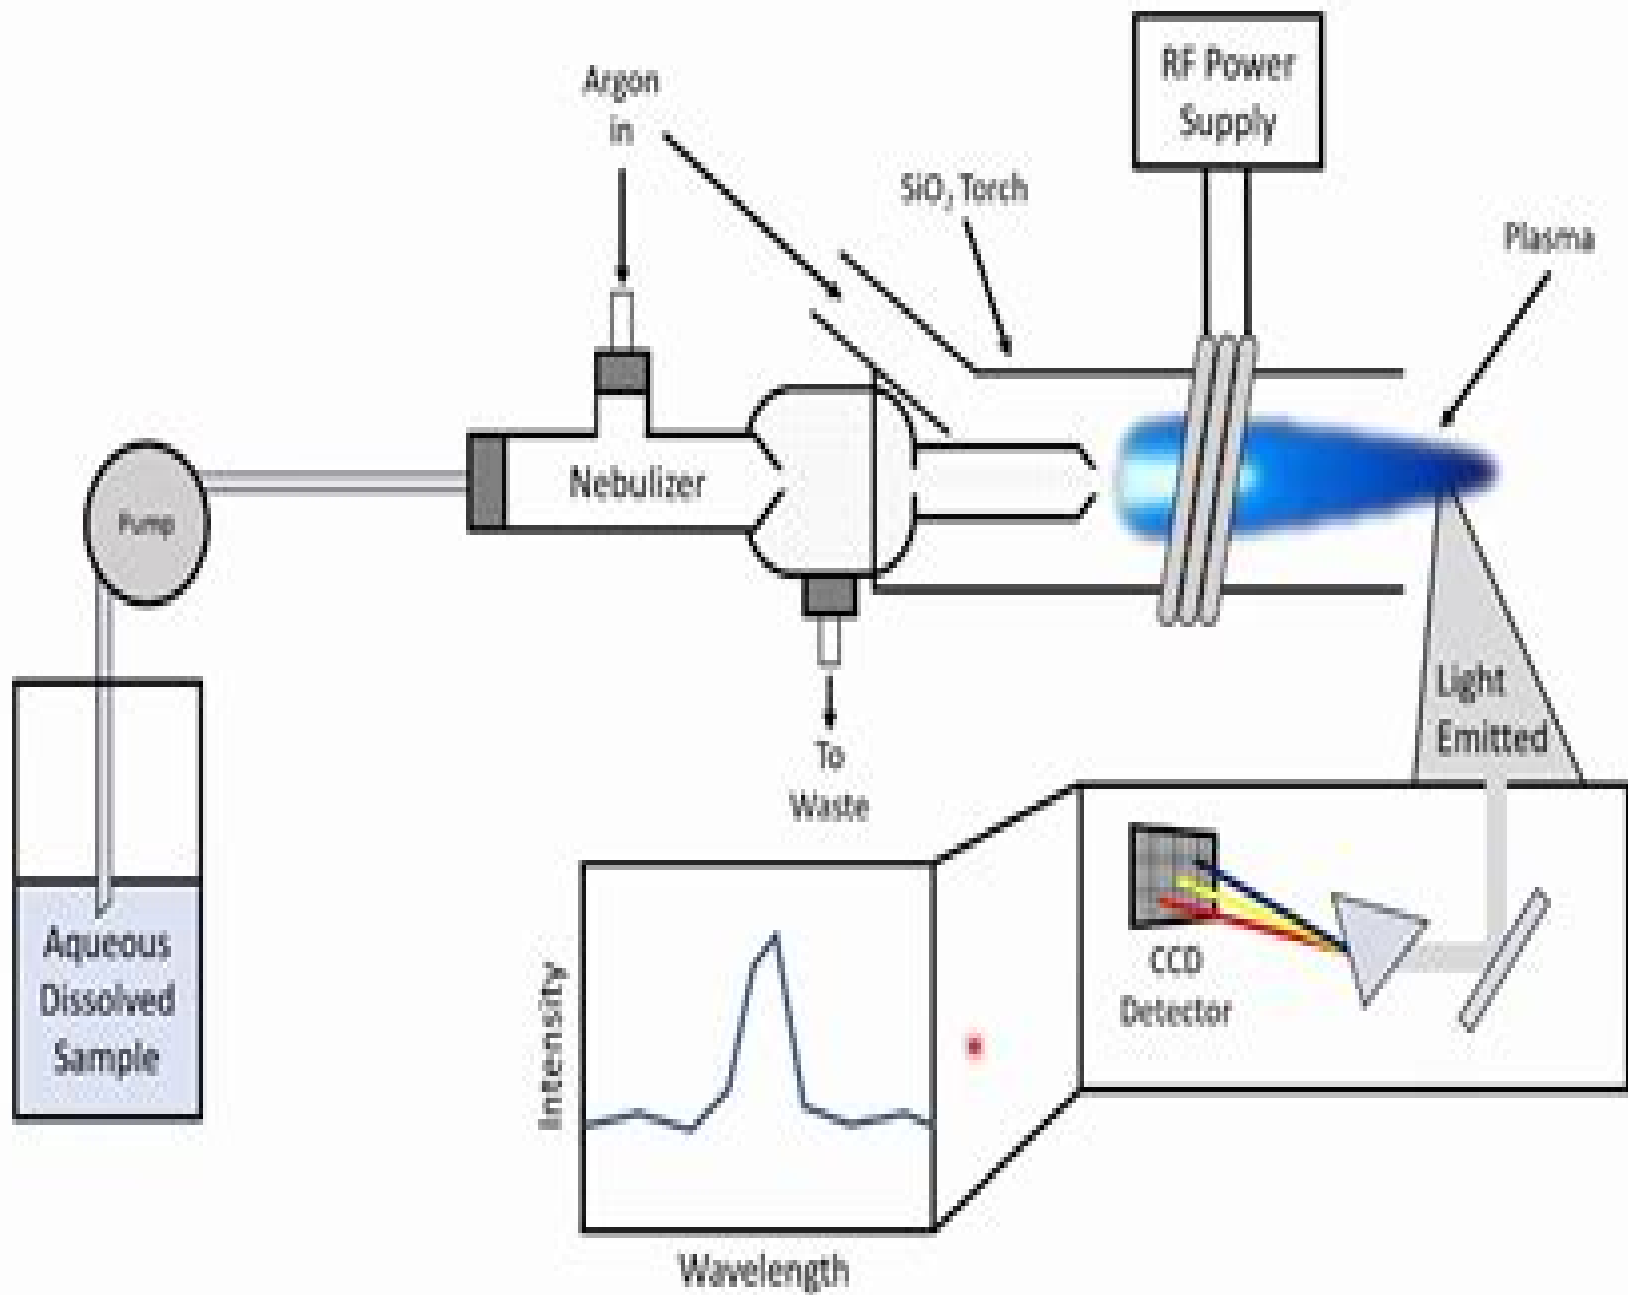 Argon
in
RF Power
Supply
SiO₂ Torch
Plasma
Nebulizer
Pump
To
Waste
Light
Emitted
Aqueous
Dissolved
Sample
CCD
Detector
Intensity
Wavelength